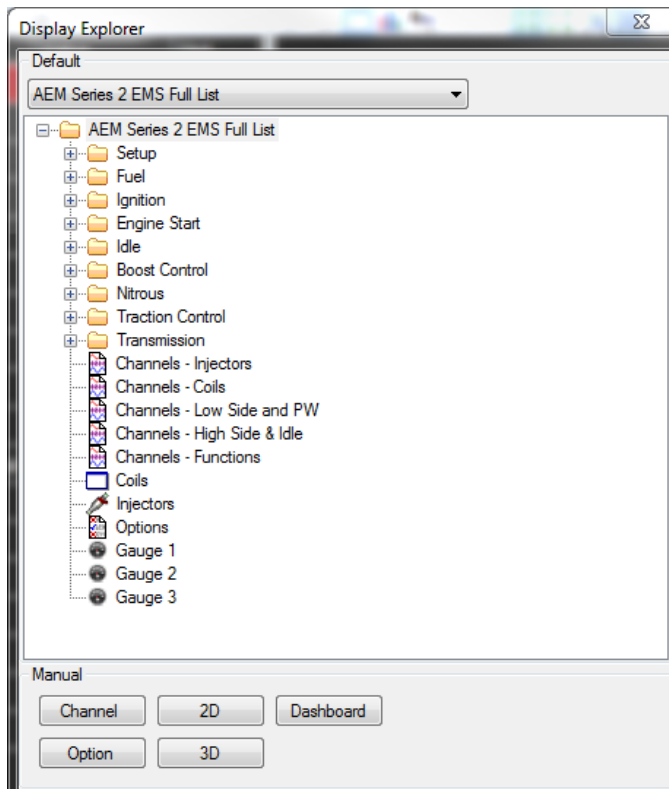 Display Explorer
Default
AEM Series 2 EMS Full List
AEM Series 2 EMS Full List
Setup
Fuel
Ignition
Engine Start
Idle
Boost Control
Nitrous
Traction Control
Transmission
Channels - Injectors
Channels - Coils
Channels - Low Side and PW
Channels - High Side & Idle
Channels - Functions
Coils
Injectors
Options
Gauge 1
Gauge 2
Gauge 3
Manual
Channel 2D Dashboard
Option 3D